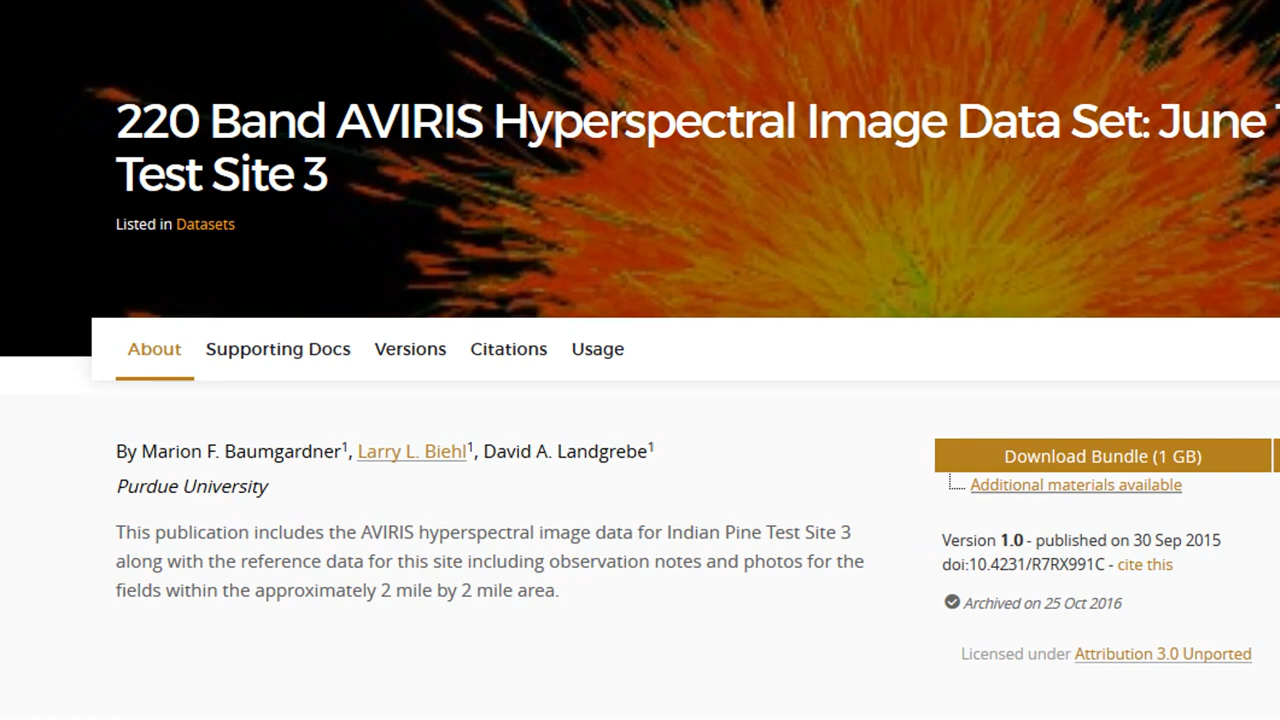 220 Band AVIRIS Hyperspectral Image Data Set: June
Test Site 3
Listed in Datasets
About Supporting Docs Versions Citations Usage
By Marion F. Baumgardner¹, Larry L. Biehl¹, David A. Landgrebe¹
Purdue University
This publication includes the AVIRIS hyperspectral image data for Indian Pine Test Site 3
along with the reference data for this site including observation notes and photos for the
fields within the approximately 2 mile by 2 mile area.
Download Bundle (1 GB)
Additional materials available
Version 1.0 - published on 30 Sep 2015
doi:10.4231/R7RX991C - cite this
Archived on 25 Oct 2016
Licensed under Attribution 3.0 Unported